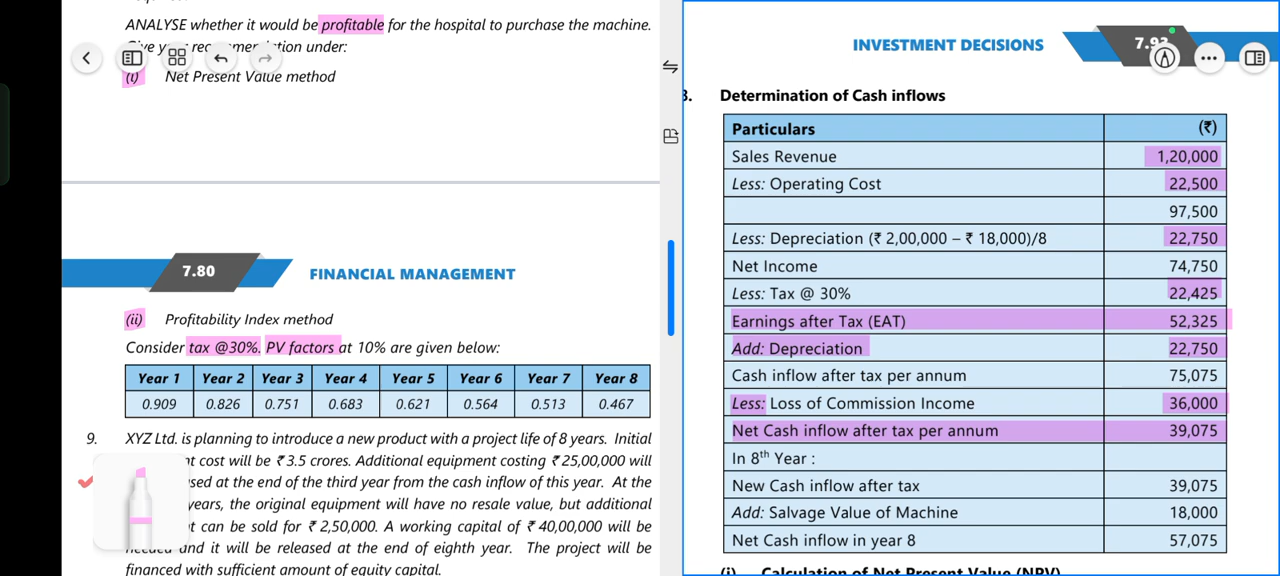 ANALYSE whether it would be profitable for the hospital to purchase the machine.
Give your recommendation under:
(i) Net Present Value method
7.80 FINANCIAL MANAGEMENT
(ii) Profitability Index method
Consider tax @30%. PV factors at 10% are given below:
Year 1 Year 2 Year 3 Year 4 Year 5 Year 6 Year 7 Year 8
0.909 0.826 0.751 0.683 0.621 0.564 0.513 0.467
9. XYZ Ltd. is planning to introduce a new product with a project life of 8 years. Initial
cost will be ₹ 3.5 crores. Additional equipment costing ₹ 25,00,000 will
at the end of the third year from the cash inflow of this year. At the
years, the original equipment will have no resale value, but additional
can be sold for ₹ 2,50,000. A working capital of ₹ 40,00,000 will be
needed and it will be released at the end of eighth year. The project will be
financed with sufficient amount of equity capital.
INVESTMENT DECISIONS
3. Determination of Cash inflows
Particulars (₹)
Sales Revenue 1,20,000
Less: Operating Cost 22,500
97,500
Less: Depreciation (₹ 2,00,000 – ₹ 18,000)/8 22,750
Net Income 74,750
Less: Tax @ 30% 22,425
Earnings after Tax (EAT) 52,325
Add: Depreciation 22,750
Cash inflow after tax per annum 75,075
Less: Loss of Commission Income 36,000
Net Cash inflow after tax per annum 39,075
In 8th Year :
New Cash inflow after tax 39,075
Add: Salvage Value of Machine 18,000
Net Cash inflow in year 8 57,075
(i) Calculation of Net Present Value (NPV)